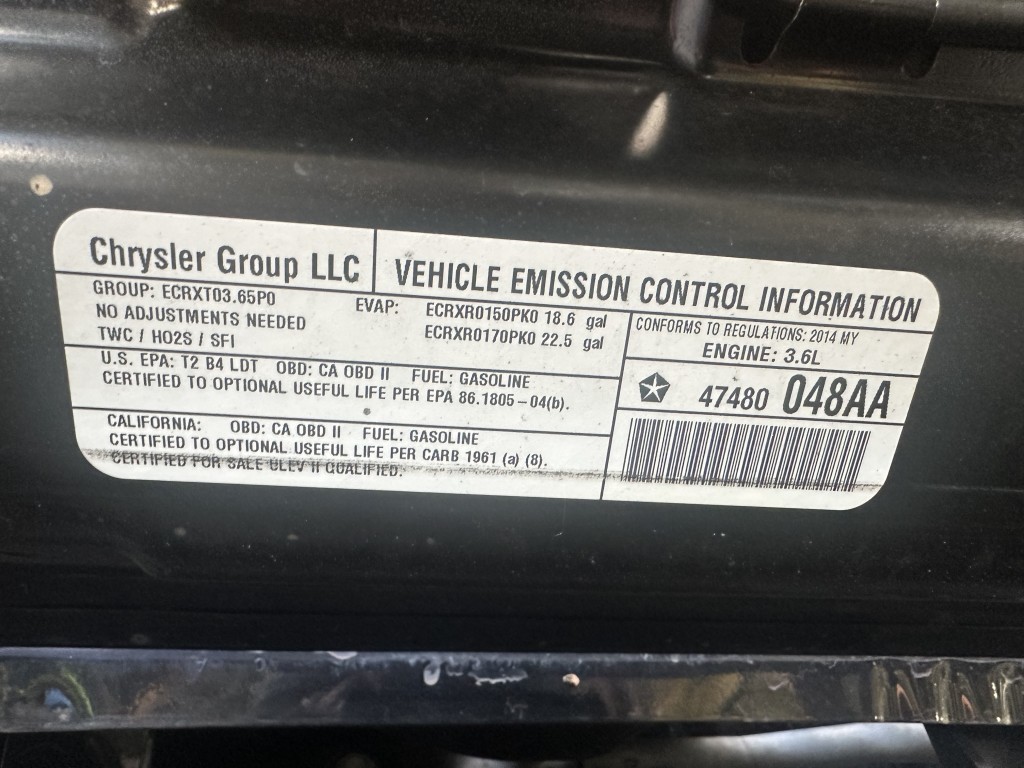 Chrysler Group LLC
VEHICLE EMISSION CONTROL INFORMATION
GROUP: ECRXT03.65P0
NO ADJUSTMENTS NEEDED
TWC / HO2S / SFI
EVAP: ECRXR0150PK0 18.6 gal
ECRXR0170PK0 22.5 gal
CONFORMS TO REGULATIONS: 2014 MY
ENGINE: 3.6L
U.S. EPA: T2 B4 LDT OBD: CA OBD II FUEL: GASOLINE
CERTIFIED TO OPTIONAL USEFUL LIFE PER EPA 86.1805-04(b).
47480 048AA
CALIFORNIA: OBD: CA OBD II FUEL: GASOLINE
CERTIFIED TO OPTIONAL USEFUL LIFE PER CARB 1961 (a) (8).
CERTIFIED FOR SALE ULEV II QUALIFIED.